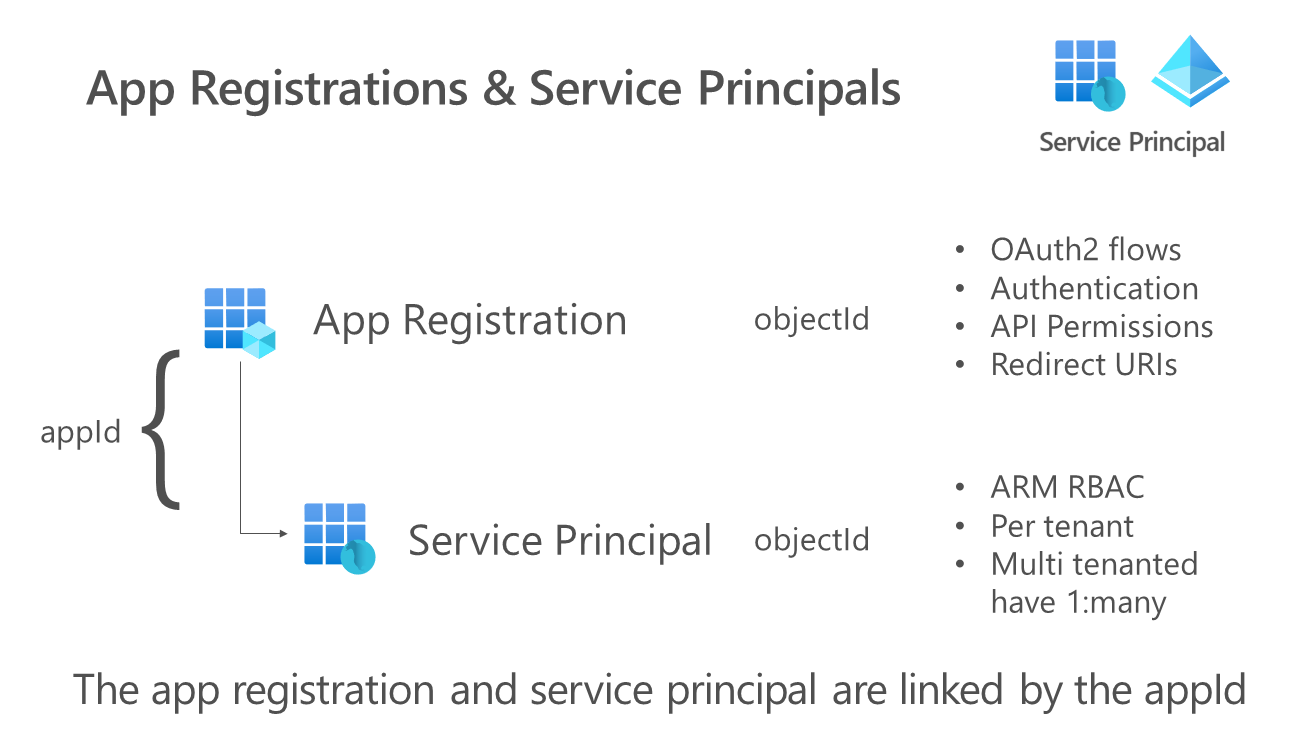 App Registrations & Service Principals
Service Principal
App Registration
objectId
• OAuth2 flows
• Authentication
• API Permissions
• Redirect URIs
appId
{
Service Principal
objectId
• ARM RBAC
• Per tenant
• Multi tenanted
have 1:many
The app registration and service principal are linked by the appId